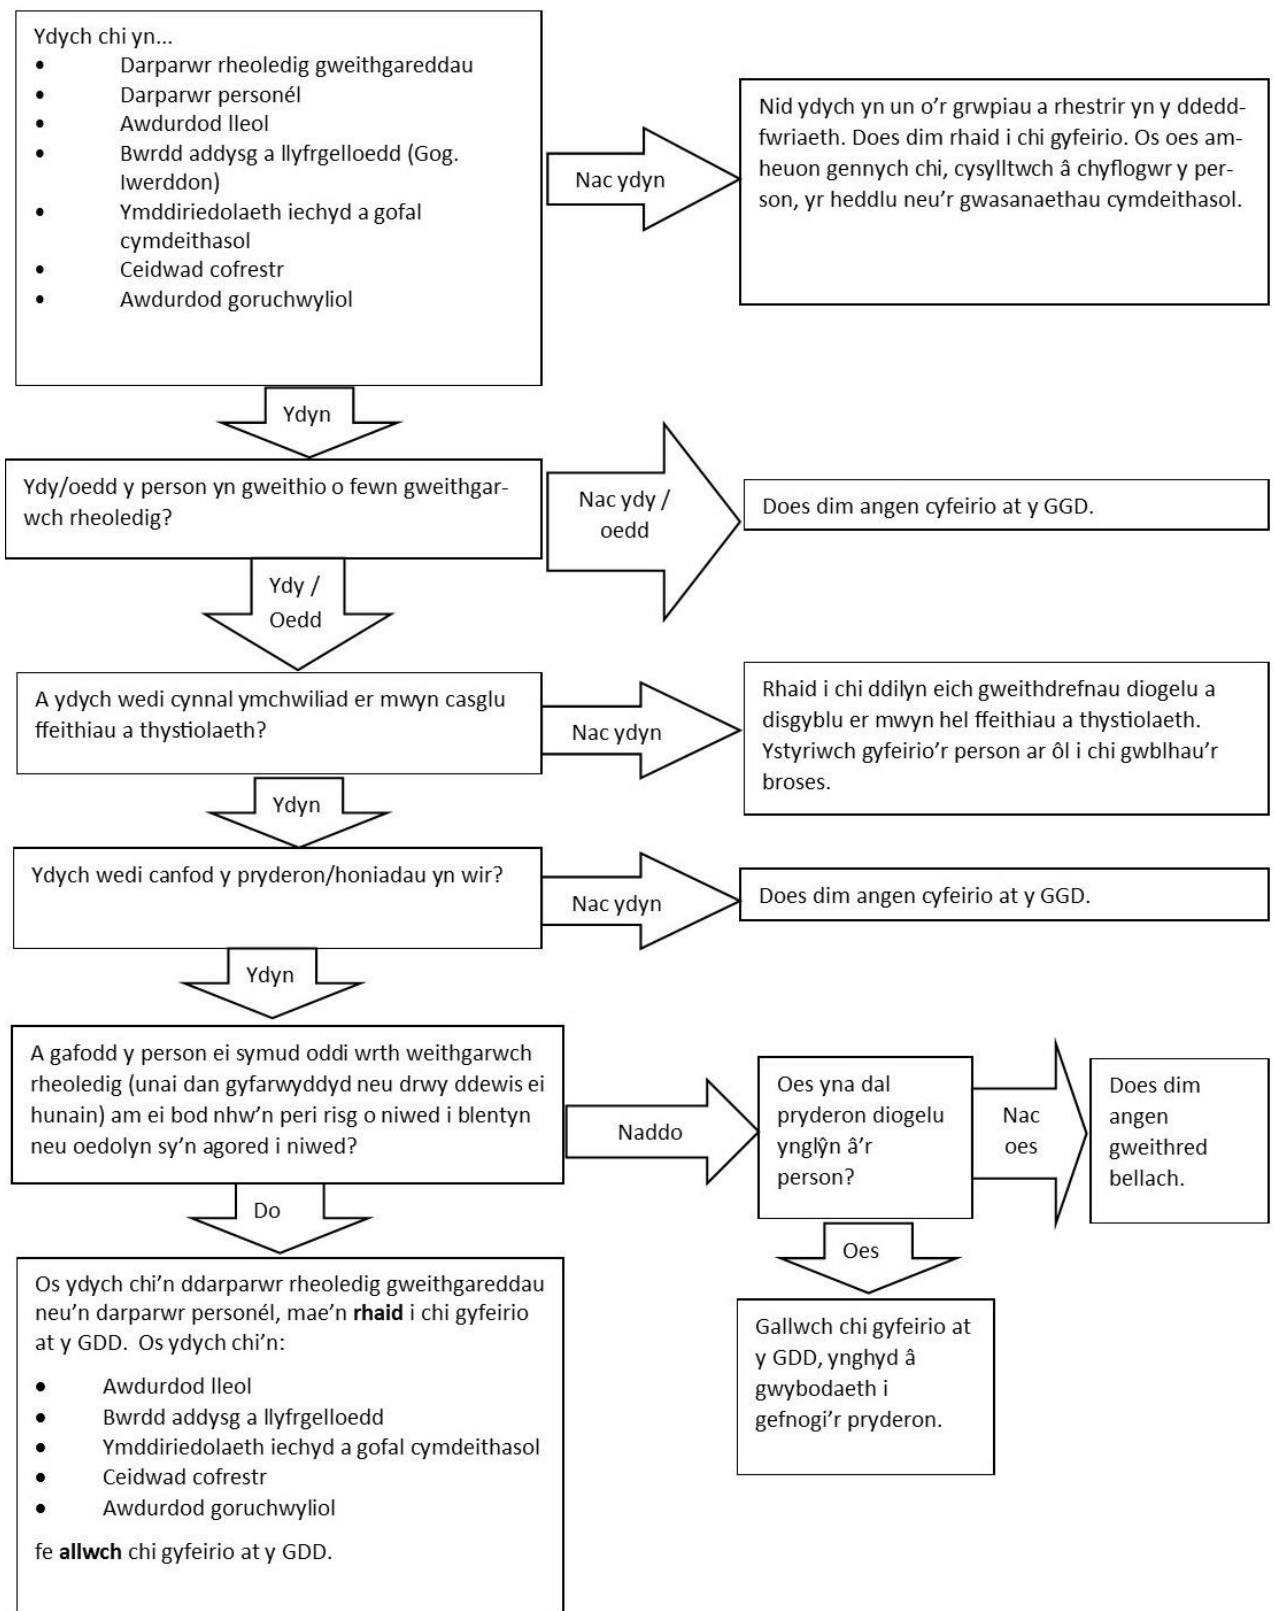 Ydych chi yn...
• Darparwr rheoledig gweithgareddau
• Darparwr personél
• Awdurdod lleol
• Bwrdd addysg a llyfrgelloedd (Gog.
Iwerddon)
• Ymddiriedolaeth iechyd a gofal
cymdeithasol
• Ceidwad cofrestr
• Awdurdod goruchwyliol
Nac ydyn
Nid ydych yn un o'r grwpiau a rhestrir yn y ddedd-
fwriaeth. Does dim rhaid i chi gyfeirio. Os oes am-
heuon gennych chi, cysylltwch â chyflogwr y per-
son, yr heddlu neu'r gwasanaethau cymdeithasol.
Ydyn
Ydy/oedd y person yn gweithio o fewn gweithgar-
wch rheoledig?
Nac ydy /
oedd
Does dim angen cyfeirio at y GGD.
Ydy /
Oedd
A ydych wedi cynnal ymchwiliad er mwyn casglu
ffeithiau a thystiolaeth?
Nac ydyn
Rhaid i chi ddilyn eich gweithdrefnau diogelu a
disgyblu er mwyn hel ffeithiau a thystiolaeth.
Ystyriwch gyfeirio'r person ar ôl i chi gwblhau'r
broses.
Ydyn
Ydych wedi canfod y pryderon/honiadau yn wir?
Nac ydyn
Does dim angen cyfeirio at y GGD.
Ydyn
A gafodd y person ei symud oddi wrth weithgarwch
rheoledig (unai dan gyfarwyddyd neu drwy ddewis ei
hunain) am ei bod nhw'n peri risg o niwed i blentyn
neu oedolyn sy'n agored i niwed?
Naddo
Oes yna dal
pryderon diogelu
ynglŷn â'r
person?
Nac
oes
Does dim
angen
gweithred
bellach.
Do
Oes
Os ydych chi'n ddarparwr rheoledig gweithgareddau
neu'n darparwr personél, mae'n rhaid i chi gyfeirio
at y GDD. Os ydych chi'n:
• Awdurdod lleol
• Bwrdd addysg a llyfrgelloedd
• Ymddiriedolaeth iechyd a gofal cymdeithasol
• Ceidwad cofrestr
• Awdurdod goruchwyliol
fe allwch chi gyfeirio at y GDD.
Gallwch chi gyfeirio at
y GDD, ynghyd â
gwybodaeth i
gefnogi'r pryderon.